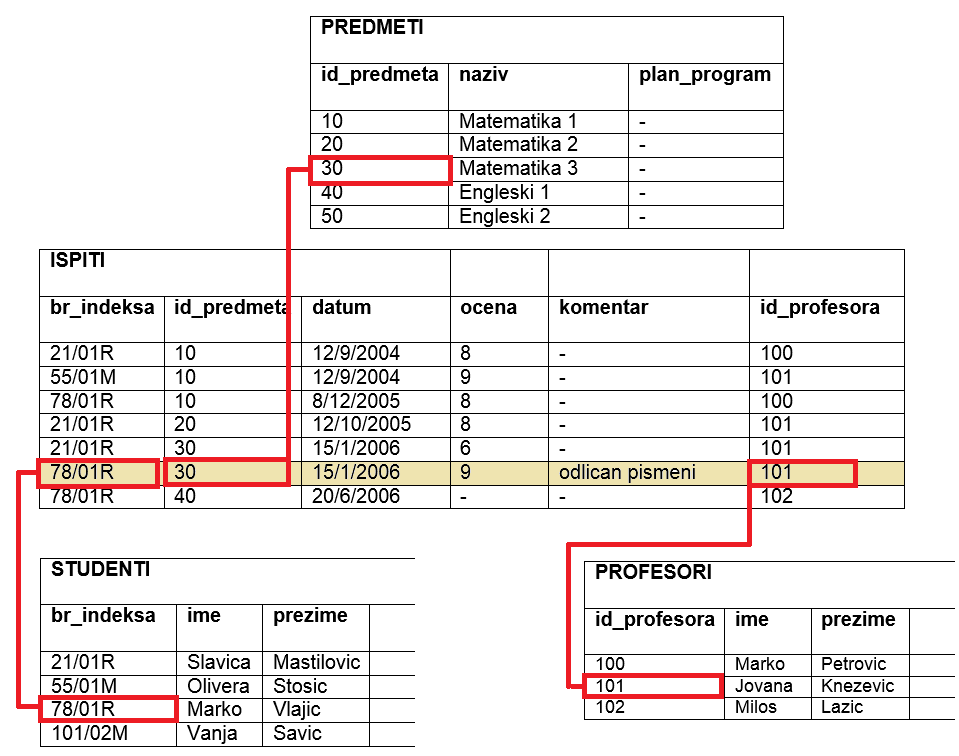 PREDMETI
id_predmeta naziv plan_program
10 Matematika 1 -
20 Matematika 2 -
30 Matematika 3 -
40 Engleski 1 -
50 Engleski 2 -
ISPITI
br_indeksa id_predmeta datum ocena komentar id_profesora
21/01R 10 12/9/2004 8 - 100
55/01M 10 12/9/2004 9 - 101
78/01R 10 8/12/2005 8 - 100
21/01R 20 12/10/2005 8 - 101
21/01R 30 15/1/2006 6 - 101
78/01R 30 15/1/2006 9 odlican pismeni 101
78/01R 40 20/6/2006 - - 102
STUDENTI
br_indeksa ime prezime
21/01R Slavica Mastilovic
55/01M Olivera Stosic
78/01R Marko Vlajic
101/02M Vanja Savic
PROFESORI
id_profesora ime prezime
100 Marko Petrovic
101 Jovana Knezevic
102 Milos Lazic